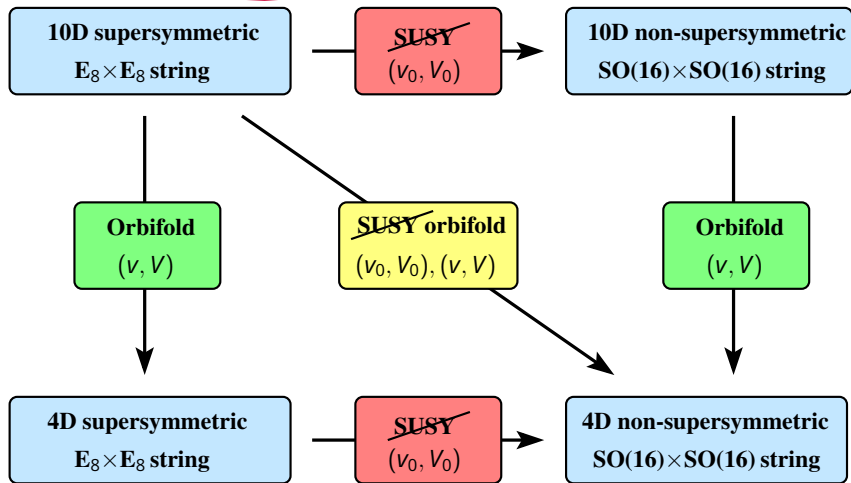 10D supersymmetric
E₈×E₈ string
SUSY
(v₀, V₀)
10D non-supersymmetric
SO(16)×SO(16) string
Orbifold
(v, V)
SUSY orbifold
(v₀, V₀), (v, V)
Orbifold
(v, V)
4D supersymmetric
E₈×E₈ string
SUSY
(v₀, V₀)
4D non-supersymmetric
SO(16)×SO(16) string